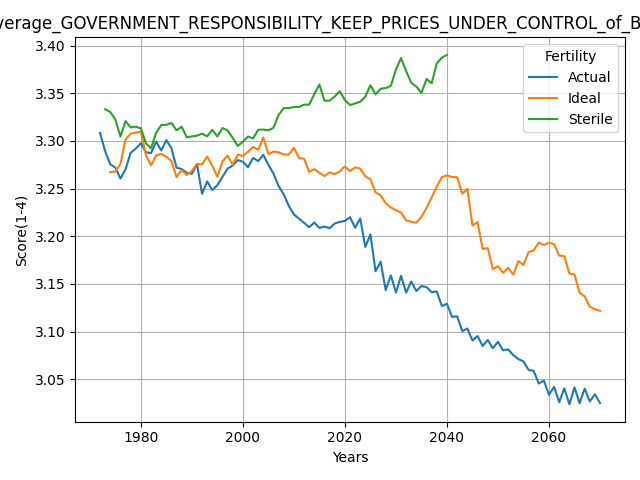 verage_GOVERNMENT_RESPONSIBILITY_KEEP_PRICES_UNDER_CONTROL_of_B
3.40
3.35
3.30
3.25
3.20
3.15
3.10
3.05
Score(1-4)
Fertility
Actual
Ideal
Sterile
1980
2000
2020
2040
2060
Years